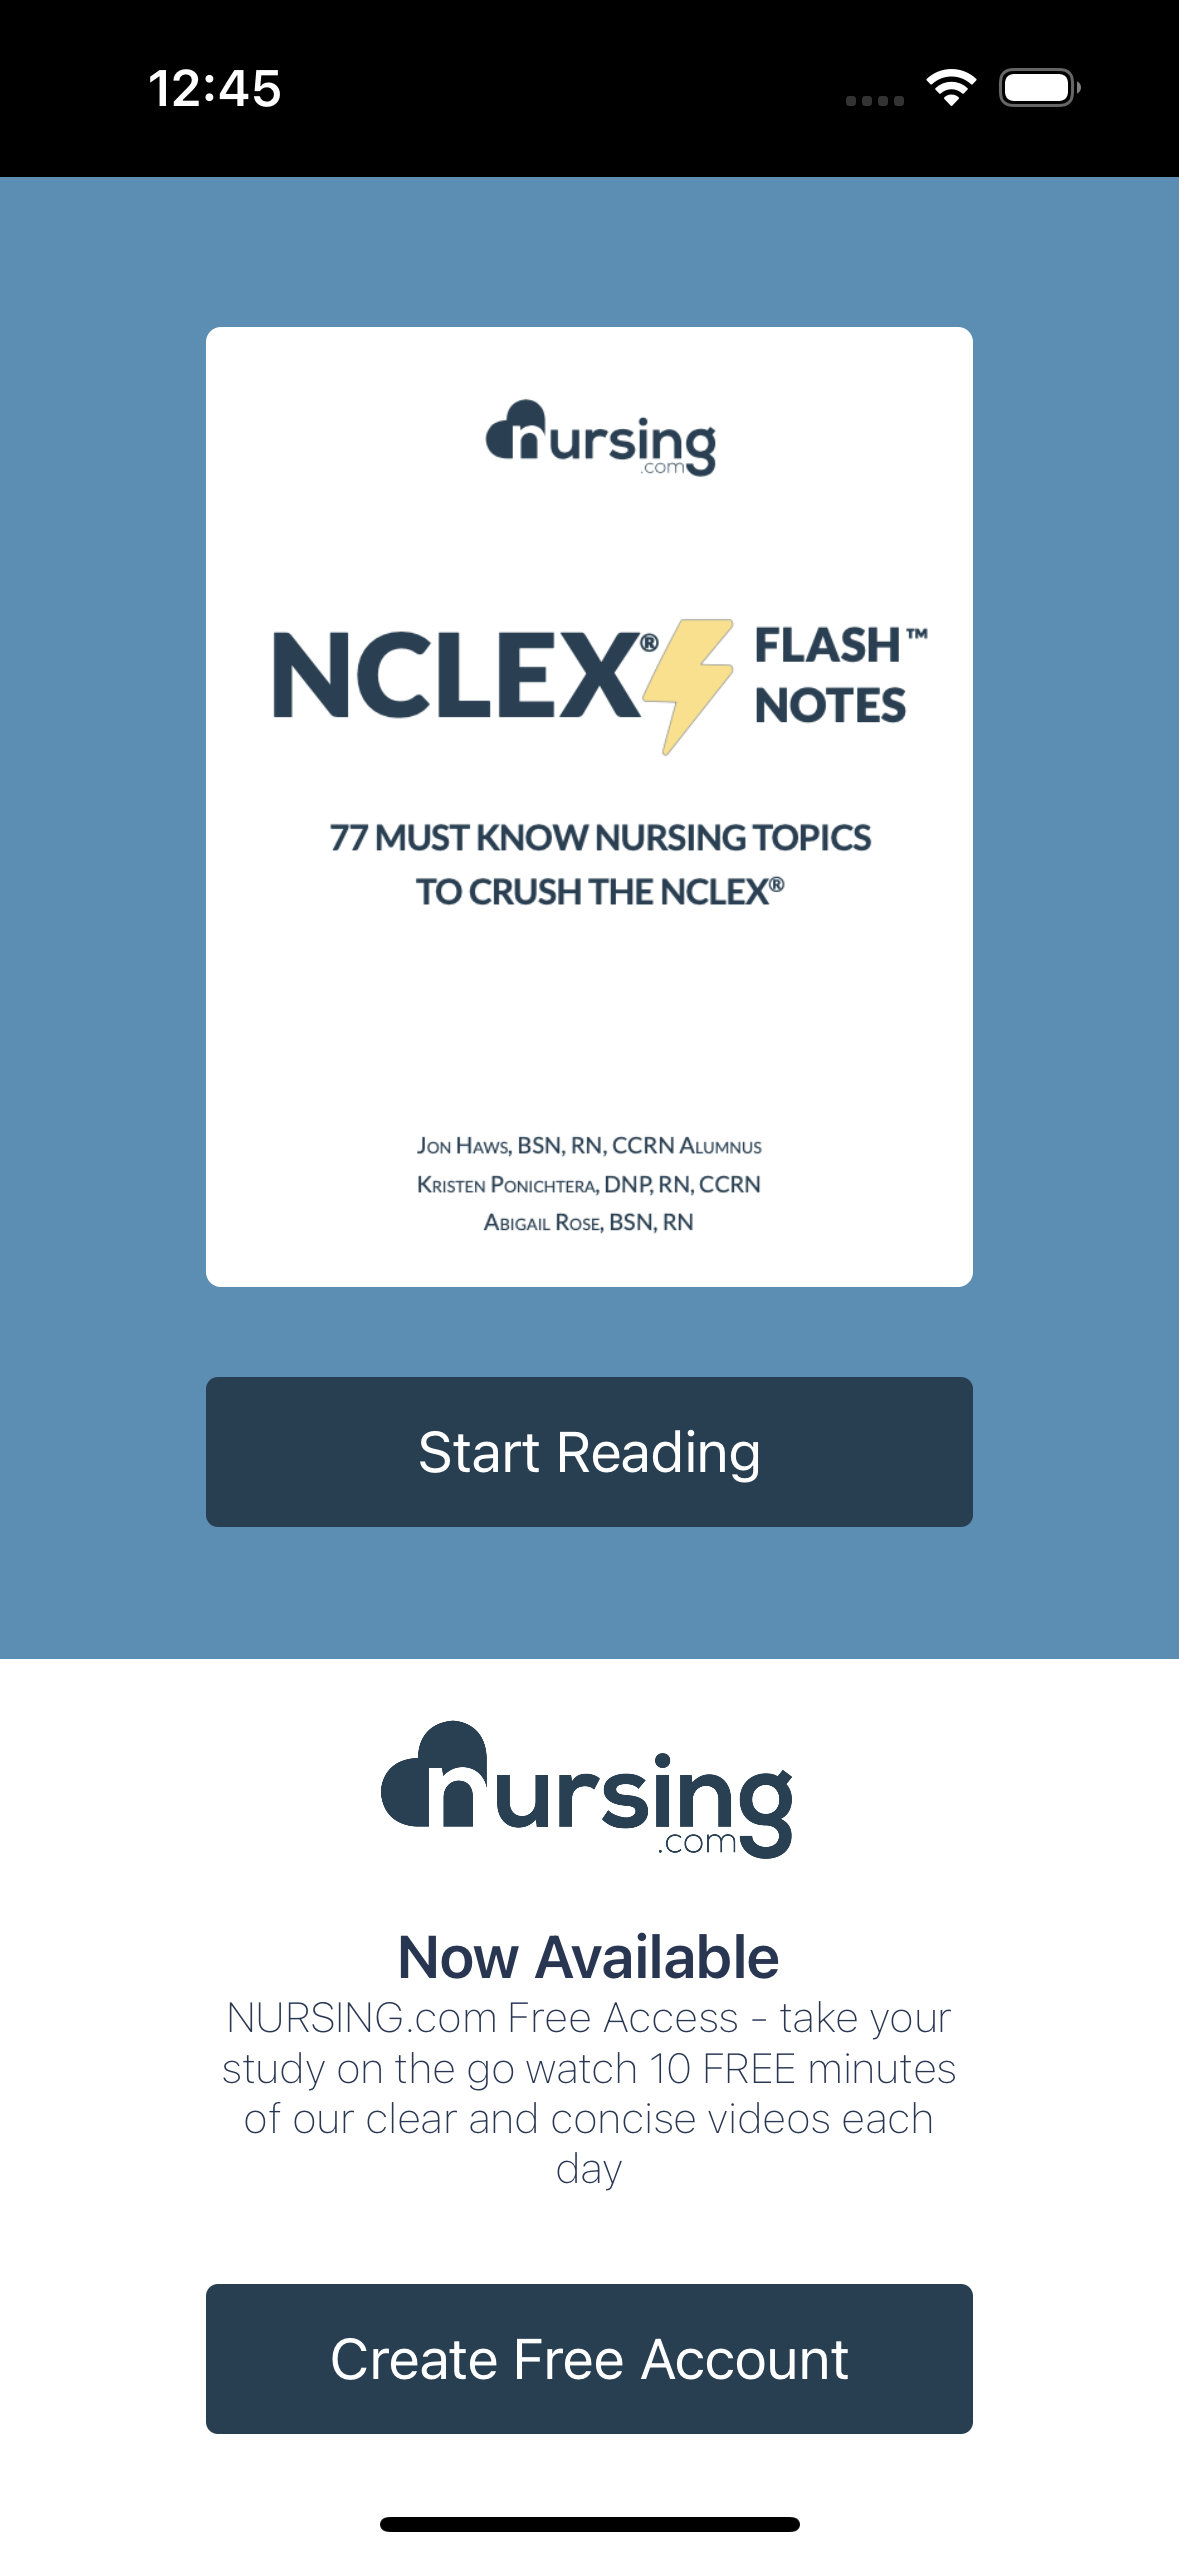 12:45
nursing
.com
NCLEX® FLASH™
NOTES
77 MUST KNOW NURSING TOPICS
TO CRUSH THE NCLEX®
JON HAWS, BSN, RN, CCRN ALUMNUS
KRISTEN PONICHTERA, DNP, RN, CCRN
ABIGAIL ROSE, BSN, RN
Start Reading
nursing
.com
Now Available
NURSING.com Free Access - take your
study on the go watch 10 FREE minutes
of our clear and concise videos each
day
Create Free Account